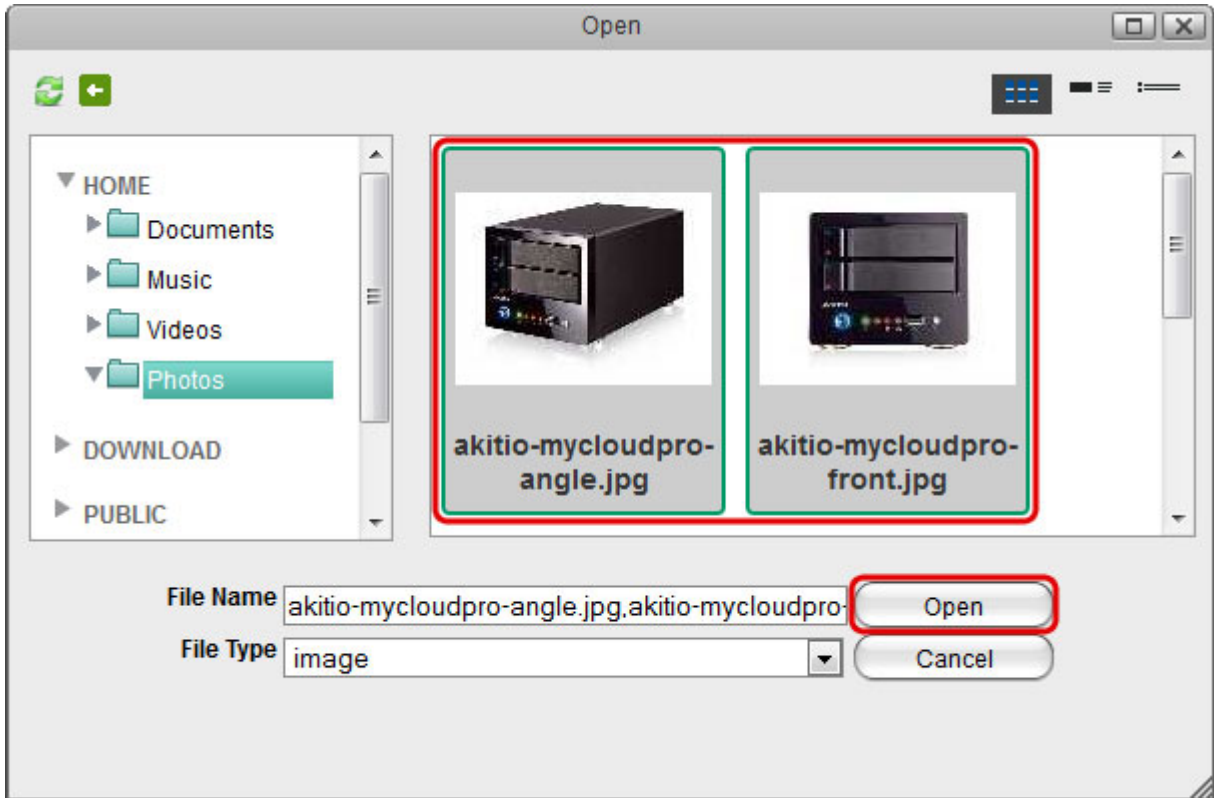 Open
HOME
Documents
Music
Videos
Photos
DOWNLOAD
PUBLIC
akitio-mycloudpro-
angle.jpg
akitio-mycloudpro-
front.jpg
File Name akitio-mycloudpro-angle.jpg,akitio-mycloudpro- Open
File Type image Cancel